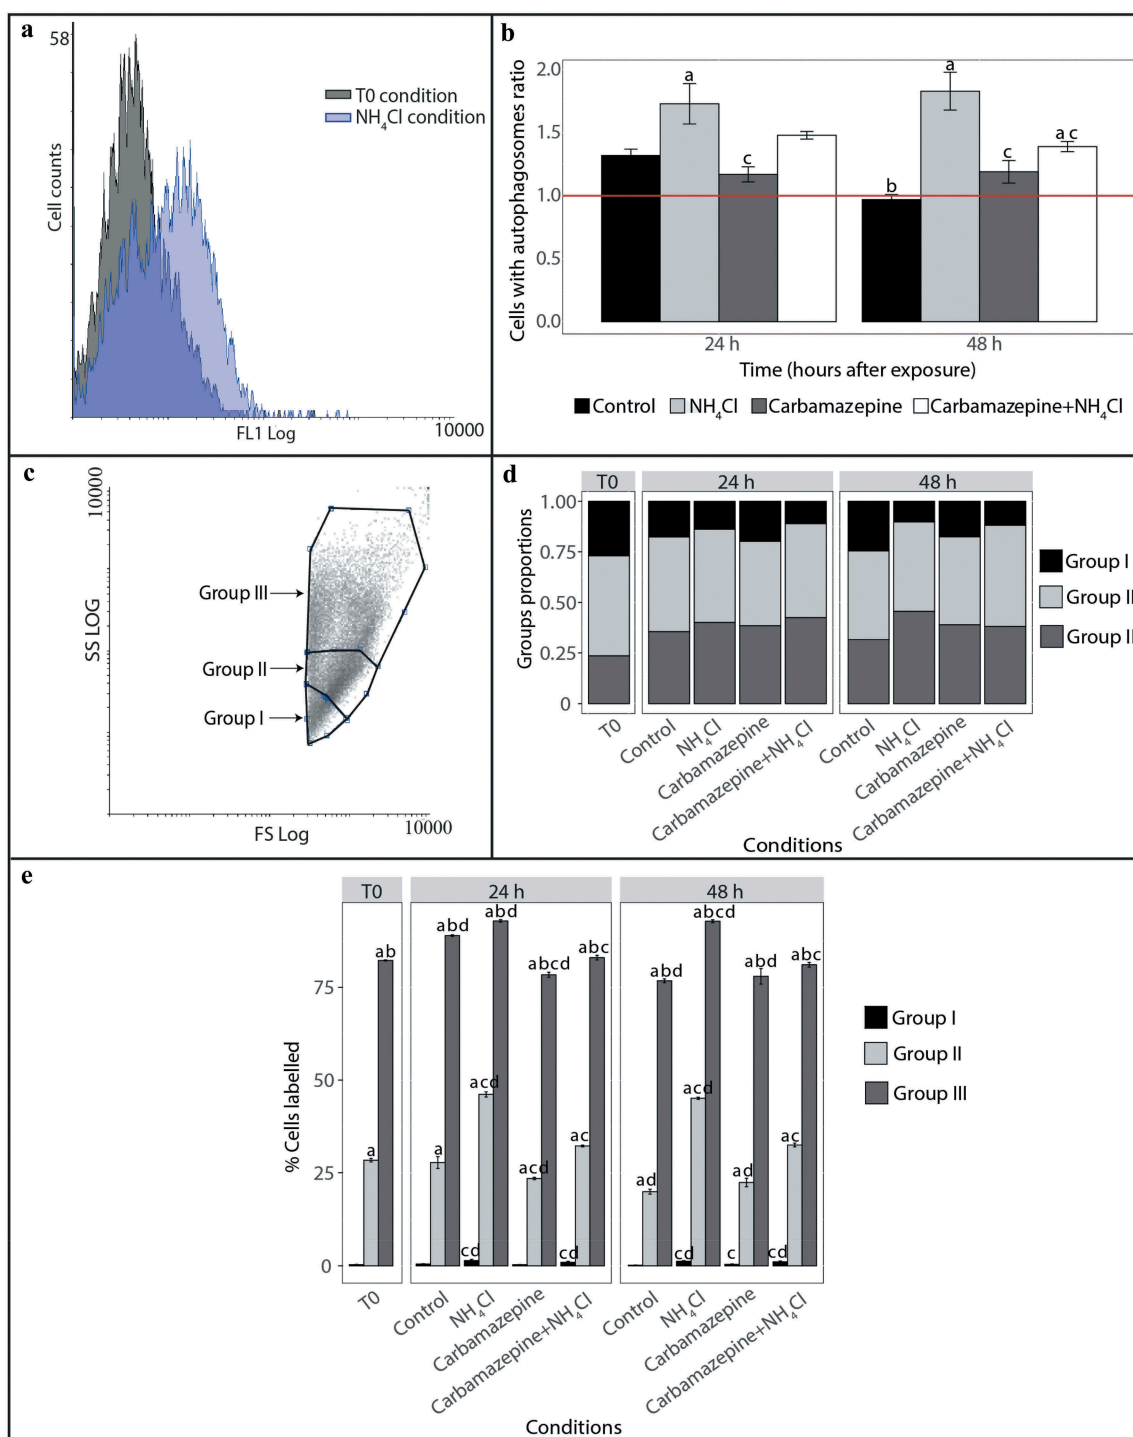 a
58
Cell counts
T0 condition
NH4Cl condition
FL1 Log
10000
b
Cells with autophagosomes ratio
2.0
1.5
1.0
0.5
0.0
a
c
b
a
c
a c
24 h
48 h
Time (hours after exposure)
Control
NH4Cl
Carbamazepine
Carbamazepine+NH4Cl
c
10000
SS LOG
Group III
Group II
Group I
FS Log
10000
d
Groups proportions
T0
24 h
48 h
1.00
0.75
0.50
0.25
0
T0
Control
NH4Cl
Carbamazepine
Carbamazepine+NH4Cl
Control
NH4Cl
Carbamazepine
Carbamazepine+NH4Cl
Conditions
Group I
Group II
Group II
e
T0
24 h
48 h
% Cells labelled
75
50
25
0
ab
a
abd
a
abd
acd
cd
abcd
acd
abc
ac
cd
abd
ad
abcd
acd
cd
abd
ad
c
abc
ac
cd
T0
Control
NH4Cl
Carbamazepine
Carbamazepine+NH4Cl
Control
NH4Cl
Carbamazepine
Carbamazepine+NH4Cl
Conditions
Group I
Group II
Group III